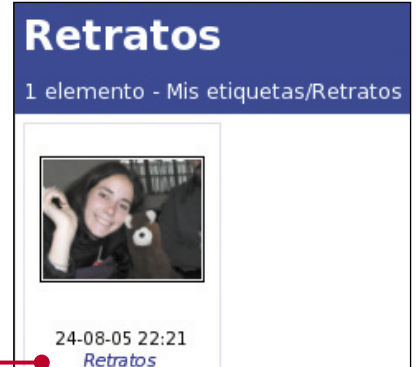 Retratos
1 elemento - Mis etiquetas/Retratos
24-08-05 22:21
Retratos